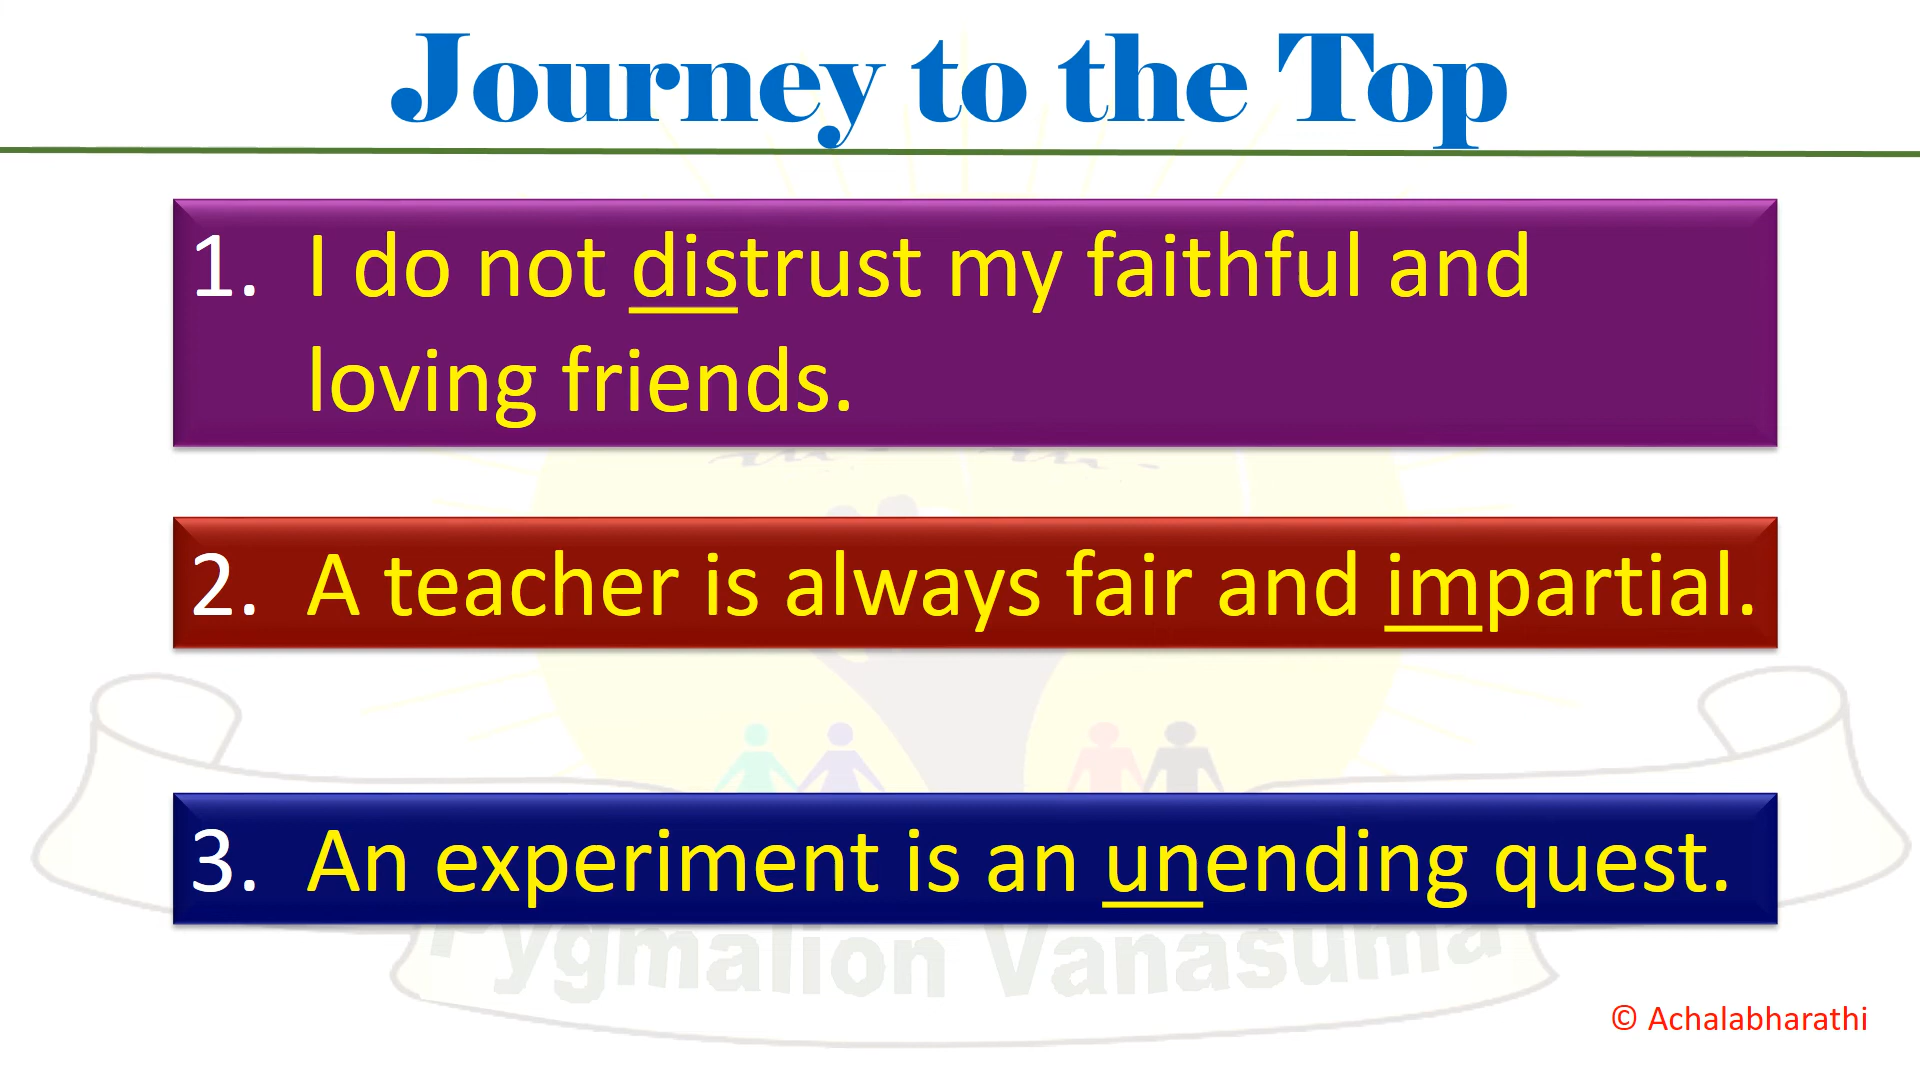 Journey to the Top
1. I do not distrust my faithful and
loving friends.
2. A teacher is always fair and impartial.
3. An experiment is an unending quest.
Pygmalion Vanasuma
© Achalabharathi